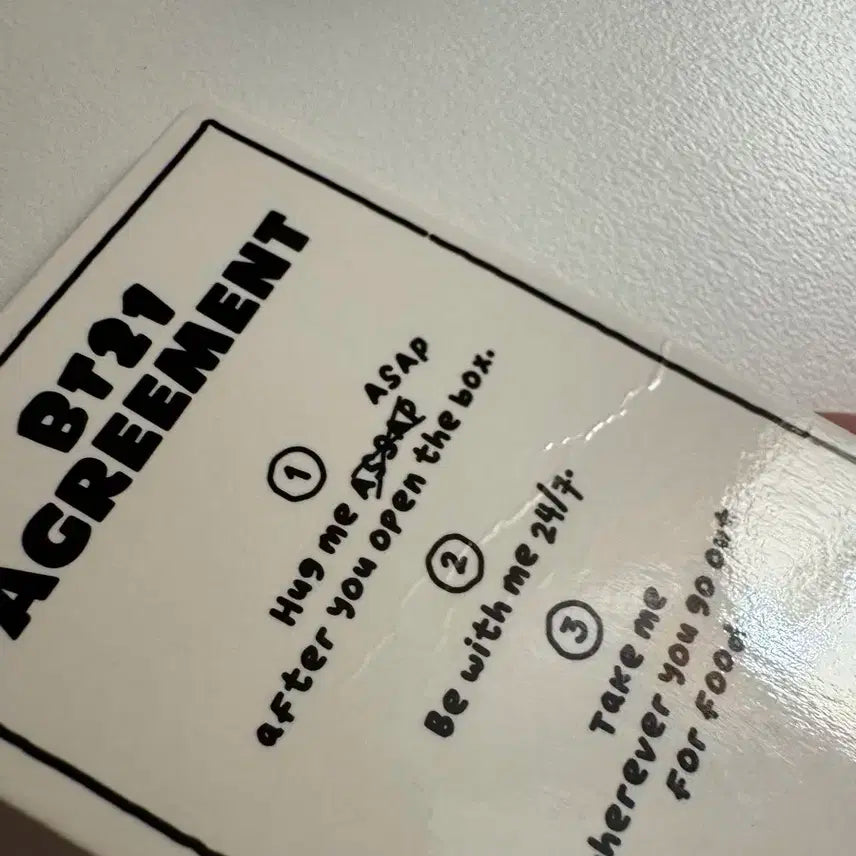 BT21
AGREEMENT
1
ASAP
Hug me ASSAP
after you open the box.
2
Be with me 24/7.
3
Take me
wherever you go out
for food